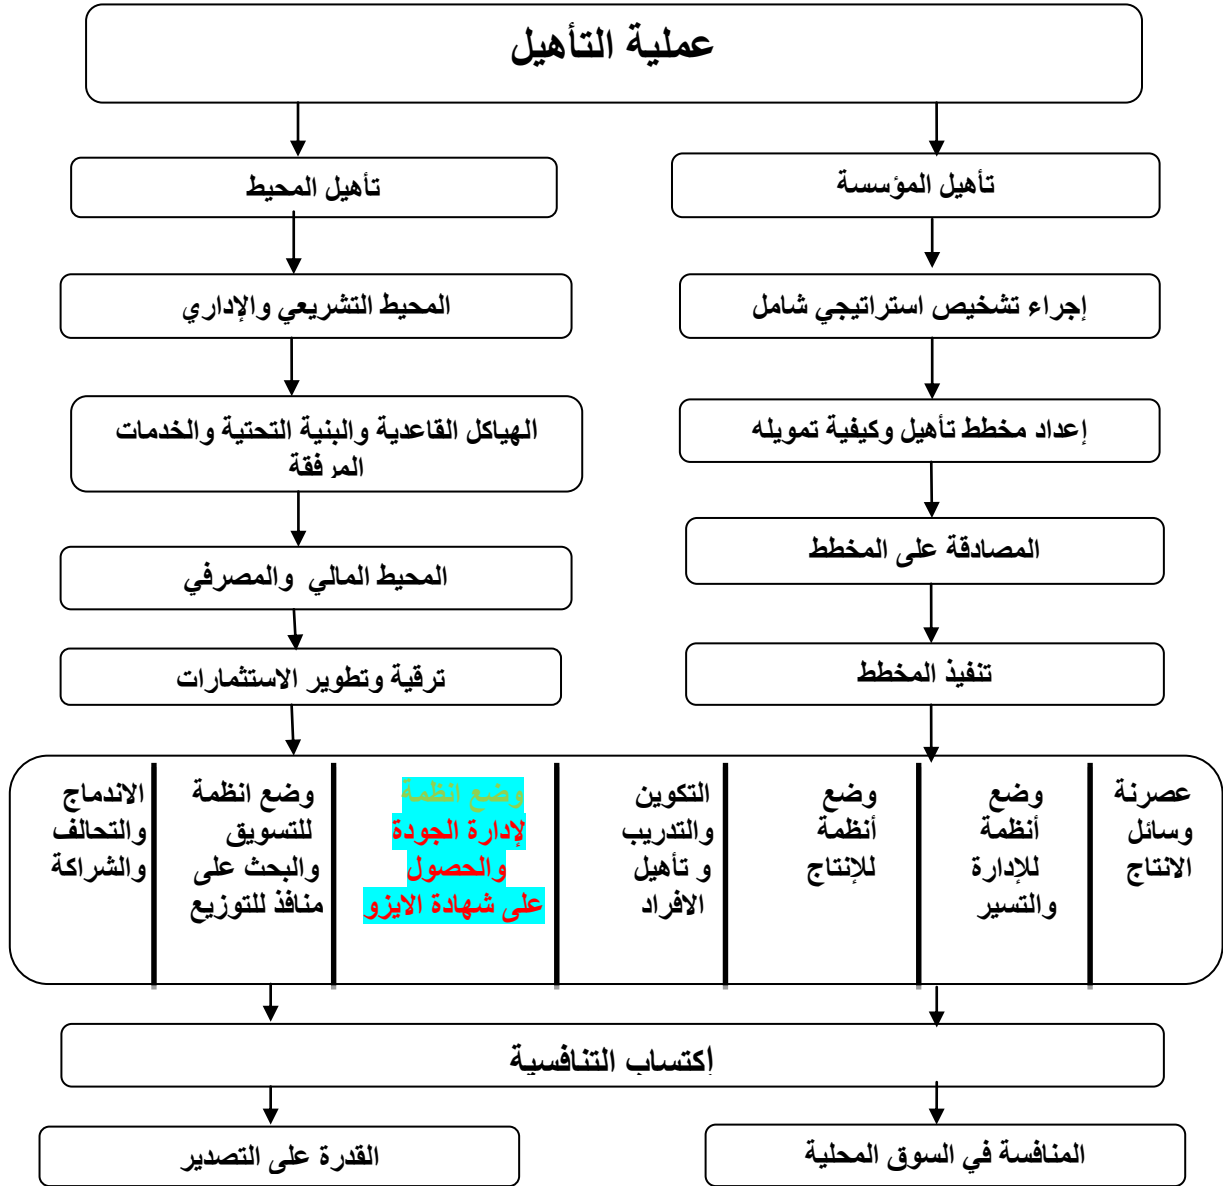 عملية التأهيل
تأهيل المؤسسة
تأهيل المحيط
إجراء تشخيص استراتيجي شامل
المحيط التشريعي والإداري
إعداد مخطط تأهيل وكيفية تمويله
الهياكل القاعدية والبنية التحتية والخدمات
المرفقة
المصادقة على المخطط
المحيط المالي والمصرفي
تنفيذ المخطط
ترقية وتطوير الاستثمارات
عصرنة
وسائل
الانتاج
وضع
أنظمة
للإدارة
والتسير
وضع
أنظمة
للإنتاج
التكوين
والتدريب
و تأهيل
الافراد
وضع انظمة
لإدارة الجودة
والحصول
على شهادة الايزو
وضع انظمة
للتسويق
والبحث على
منافذ للتوزيع
الاندماج
والتحالف
والشراكة
إكتساب التنافسية
المنافسة في السوق المحلية
القدرة على التصدير